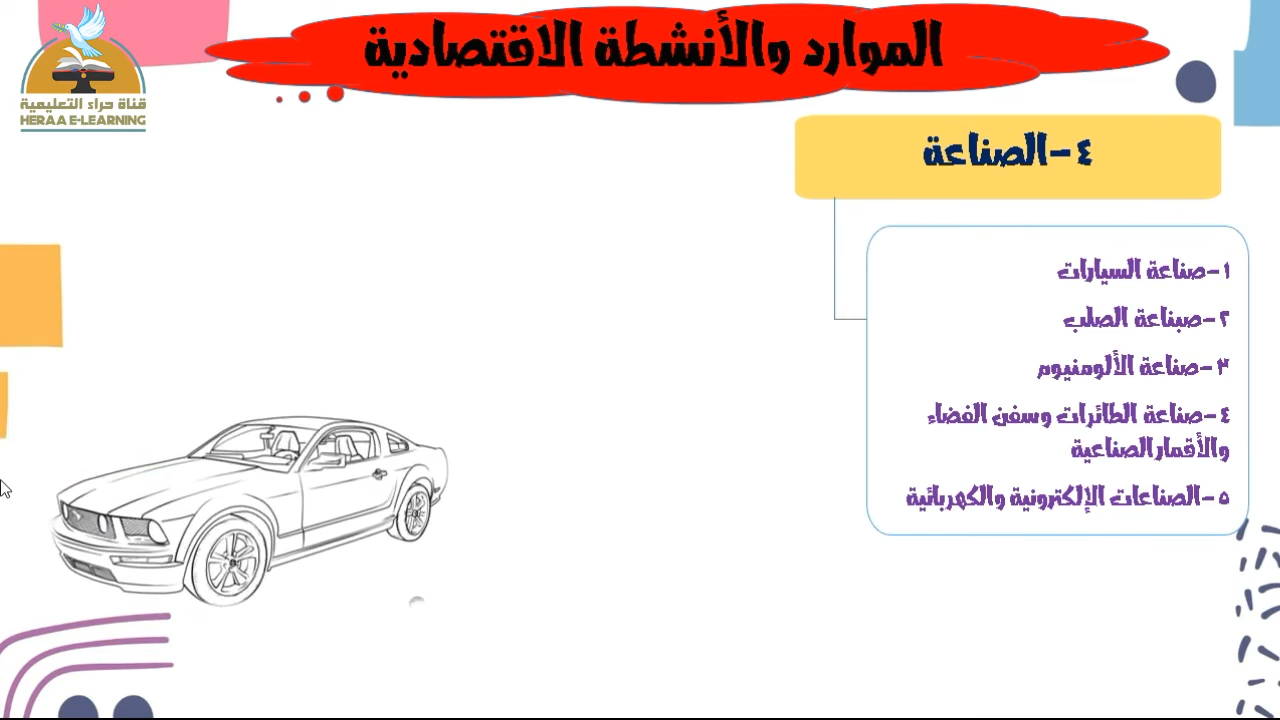 الموارد والأنشطة الاقتصادية
قناة حراء التعليمية
HERAA E-LEARNING
٤-الصناعة
١-صناعة السيارات
٢-صبناعة الصلب
٣-صناعة الألومنيوم
٤-صناعة الطائرات وسفن الفضاء
والأقمار الصناعية
٥-الصناعات الإلكترونية والكهربائية